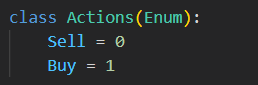 class Actions(Enum):
    Sell = 0
    Buy = 1